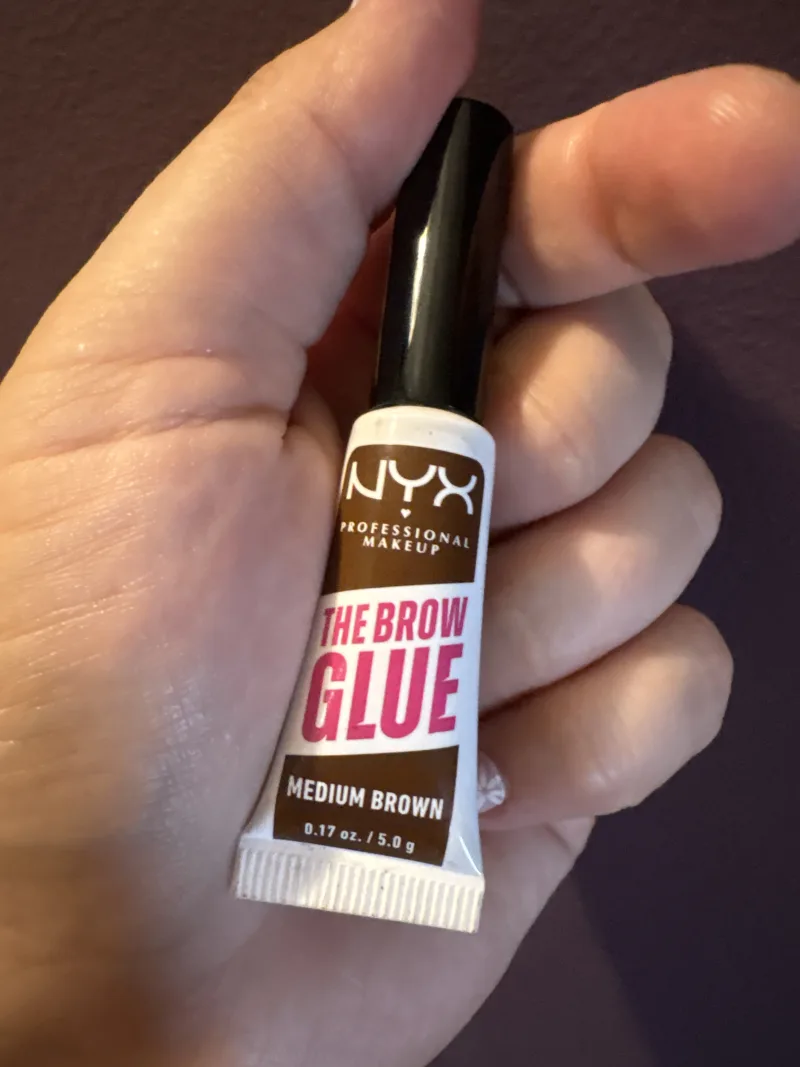 NYX
PROFESSIONAL
MAKEUP
THE BROW
GLUE
MEDIUM BROWN
0.17 oz. / 5.0 g